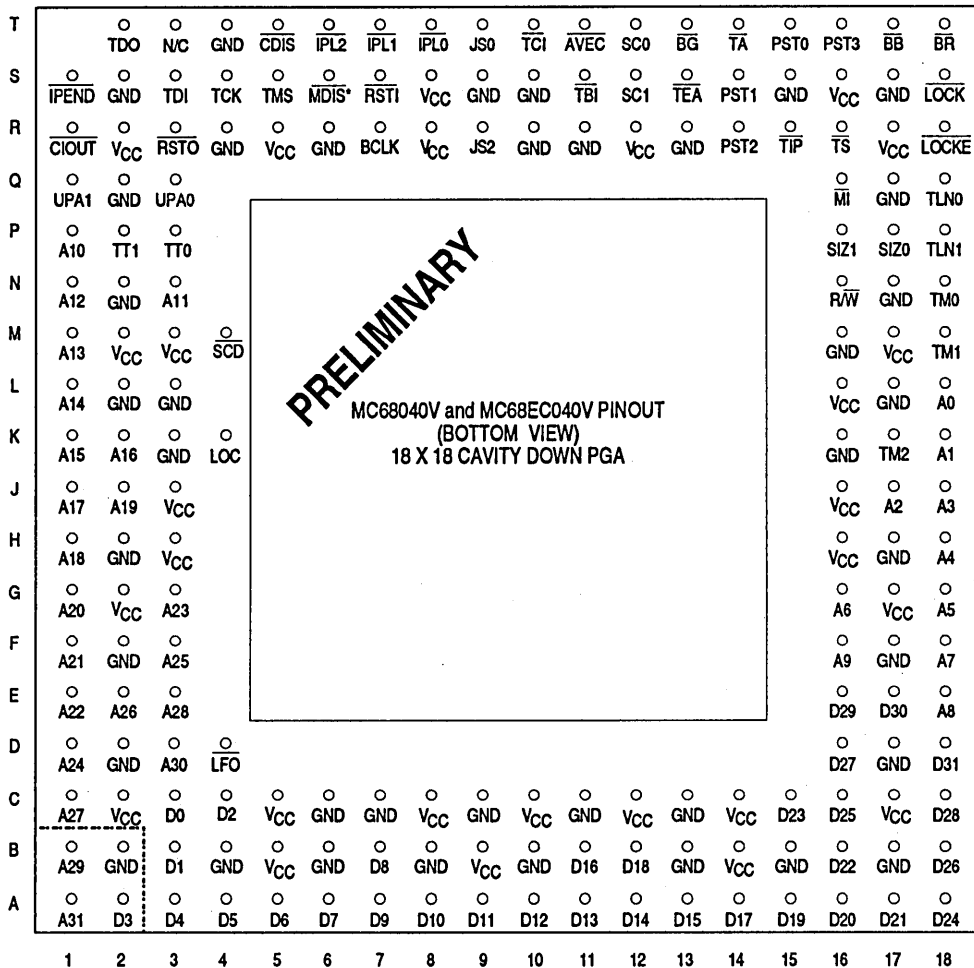 T
TDO N/C GND CDIS IPL2 IPL1 IPL0 JS0 TCI AVEC SC0 BG TA PST0 PST3 BB BR
S
IPEND GND TDI TCK TMS MDIS* RSTI VCC GND GND TBI SC1 TEA PST1 GND VCC GND LOCK
R
CIOUT VCC RSTO GND VCC GND BCLK VCC JS2 GND GND VCC GND PST2 TIP TS VCC LOCKE
Q
UPA1 GND UPA0 MI GND TLN0
P
A10 TT1 TT0 SIZ1 SIZ0 TLN1
N
A12 GND A11 R/W GND TM0
M
A13 VCC VCC SCD GND VCC TM1
L
A14 GND GND VCC GND A0
K
A15 A16 GND LOC GND TM2 A1
J
A17 A19 VCC VCC A2 A3
H
A18 GND VCC VCC GND A4
G
A20 VCC A23 A6 VCC A5
F
A21 GND A25 A9 GND A7
E
A22 A26 A28 D29 D30 A8
D
A24 GND A30 LFO D27 GND D31
C
A27 VCC D0 D2 VCC GND GND VCC GND VCC GND VCC GND VCC D23 D25 VCC D28
B
A29 GND D1 GND VCC GND D8 GND VCC GND D16 D18 GND VCC GND D22 GND D26
A
A31 D3 D4 D5 D6 D7 D9 D10 D11 D12 D13 D14 D15 D17 D19 D20 D21 D24
1 2 3 4 5 6 7 8 9 10 11 12 13 14 15 16 17 18
PRELIMINARY
MC68040V and MC68EC040V PINOUT
(BOTTOM VIEW)
18 X 18 CAVITY DOWN PGA